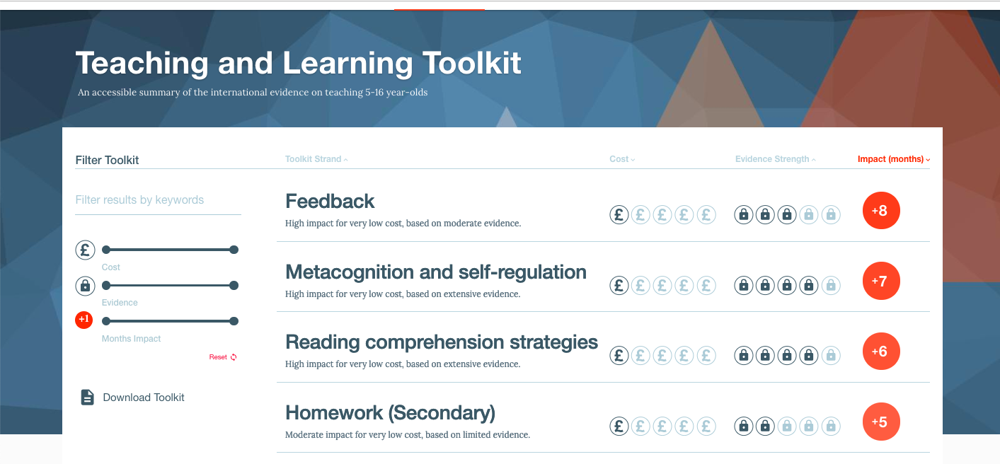 Teaching and Learning Toolkit
An accessible summary of the international evidence on teaching 5-16 year-olds
Filter Toolkit
Filter results by keywords
£
Cost
Evidence
+1
Months Impact
Reset
Download Toolkit
Toolkit Strand Cost Evidence Strength Impact (months)
Feedback
High impact for very low cost, based on moderate evidence.
£ £ £ £ £
+8
Metacognition and self-regulation
High impact for very low cost, based on extensive evidence.
£ £ £ £ £
+7
Reading comprehension strategies
High impact for very low cost, based on extensive evidence.
£ £ £ £ £
+6
Homework (Secondary)
Moderate impact for very low cost, based on limited evidence.
£ £ £ £ £
+5